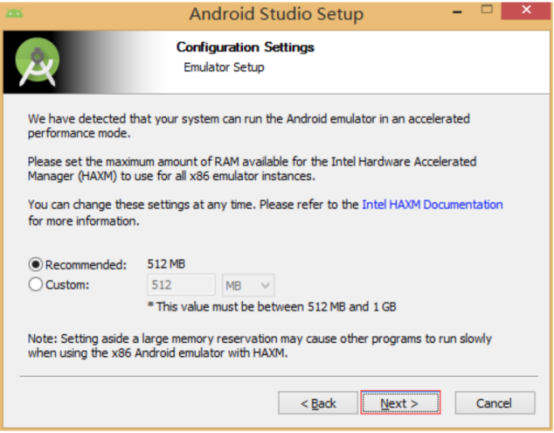 Android Studio Setup
Configuration Settings
Emulator Setup
We have detected that your system can run the Android emulator in an accelerated
performance mode.
Please set the maximum amount of RAM available for the Intel Hardware Accelerated
Manager (HAXM) to use for all x86 emulator instances.
You can change these settings at any time. Please refer to the Intel HAXM Documentation
for more information.
Recommended: 512 MB
Custom: 512 MB
* This value must be between 512 MB and 1 GB
Note: Setting aside a large memory reservation may cause other programs to run slowly
when using the x86 Android emulator with HAXM.
< Back Next > Cancel